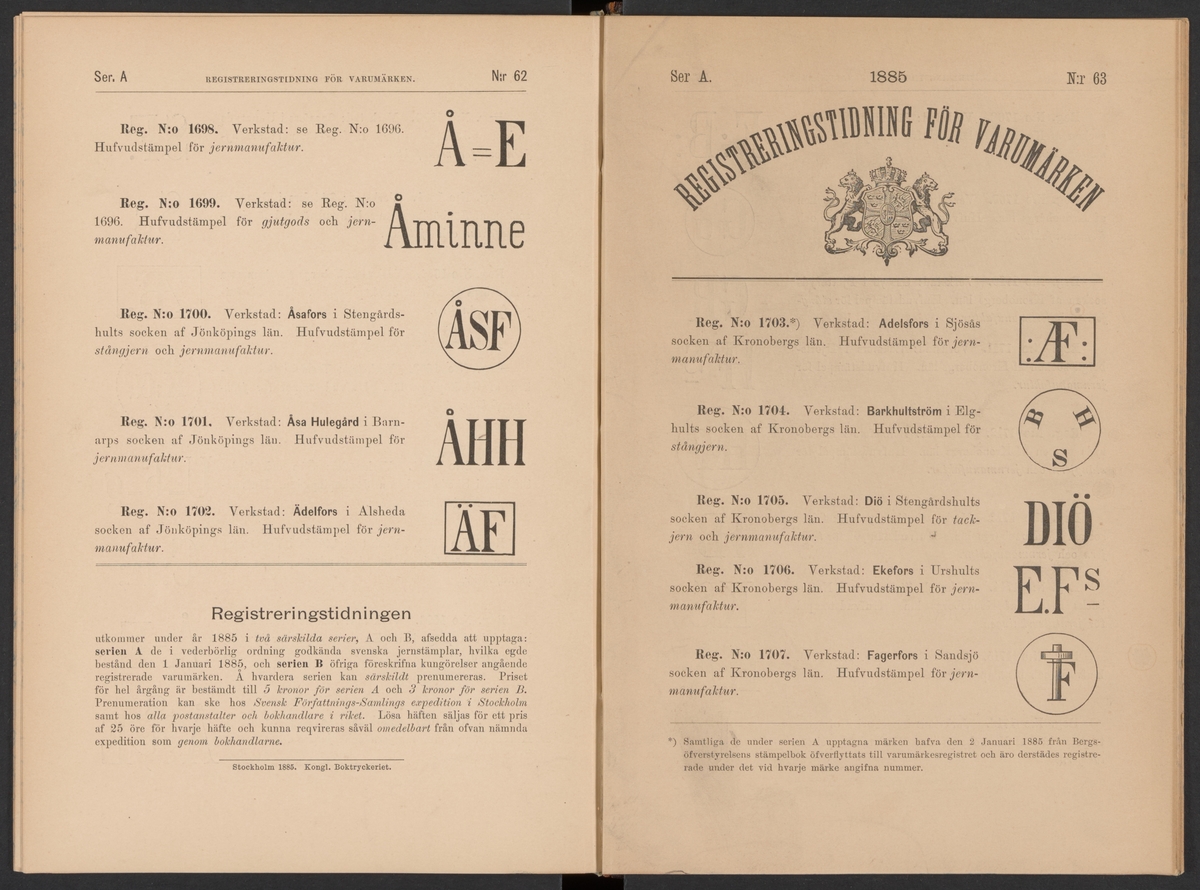 Ser. A REGISTRERINGSTIDNING FÖR VARUMÄRKEN. N:r 62
Reg. N:o 1698. Verkstad: se Reg. N:o 1696.
Hufvudstämpel för jernmanufaktur.
Å=E
Reg. N:o 1699. Verkstad: se Reg. N:o
1696. Hufvudstämpel för gjutgods och jern-
manufaktur.
Åminne
Reg. N:o 1700. Verkstad: Åsafors i Stengårds-
hults socken af Jönköpings län. Hufvudstämpel för
stångjern och jernmanufaktur.
ÅSF
Reg. N:o 1701. Verkstad: Åsa Hulegård i Barn-
arps socken af Jönköpings län. Hufvudstämpel för
jernmanufaktur.
ÅHH
Reg. N:o 1702. Verkstad: Ädelfors i Alsheda
socken af Jönköpings län. Hufvudstämpel för jern-
manufaktur.
ÄF
Registreringstidningen
utkommer under år 1885 i två särskilda serier, A och B, afsedda att upptaga:
serien A de i vederbörlig ordning godkända svenska jernstämplar, hvilka egde
bestånd den 1 Januari 1885, och serien B öfriga föreskrifna kungörelser angående
registrerade varumärken. Å hvardera serien kan särskildt prenumereras. Priset
för hel årgång är bestämdt till 5 kronor för serien A och 3 kronor för serien B.
Prenumeration kan ske hos Svensk Författnings-Samlings expedition i Stockholm
samt hos alla postanstalter och bokhandlare i riket. Lösa häften säljas för ett pris
af 25 öre för hvarje häfte och kunna reqvireras såväl omedelbart från ofvan nämnda
expedition som genom bokhandlarne.
Stockholm 1885. Kongl. Boktryckeriet.
Ser A. 1885 N:r 63
REGISTRERINGSTIDNING FÖR VARUMÄRKEN
Reg. N:o 1703.*) Verkstad: Adelsfors i Sjösås
socken af Kronobergs län. Hufvudstämpel för jern-
manufaktur.
:ÆF:
Reg. N:o 1704. Verkstad: Barkhultström i Elg-
hults socken af Kronobergs län. Hufvudstämpel för
stångjern.
B H
S
Reg. N:o 1705. Verkstad: Diö i Stengårdshults
socken af Kronobergs län. Hufvudstämpel för tack-
jern och jernmanufaktur.
DIÖ
Reg. N:o 1706. Verkstad: Ekefors i Urshults
socken af Kronobergs län. Hufvudstämpel för jern-
manufaktur.
E.FS
Reg. N:o 1707. Verkstad: Fagerfors i Sandsjö
socken af Kronobergs län. Hufvudstämpel för jern-
manufaktur.
F
*) Samtliga de under serien A upptagna märken hafva den 2 Januari 1885 från Bergs-
öfverstyrelsens stämpelbok öfverflyttats till varumärkesregistret och äro derstädes registre-
rade under det vid hvarje märke angifna nummer.